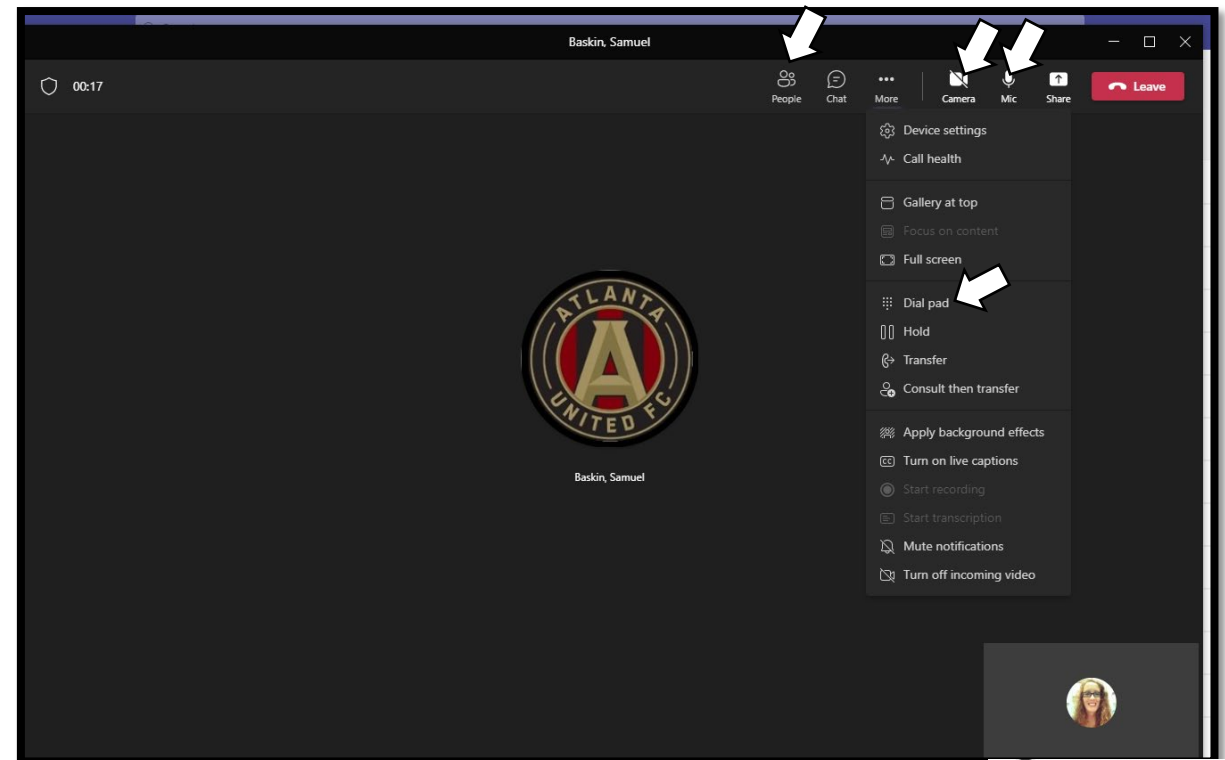 Baskin, Samuel
00:17
People Chat More Camera Mic Share Leave
Device settings
Call health
Gallery at top
Focus on content
Full screen
Dial pad
Hold
Transfer
Consult then transfer
Apply background effects
CC Turn on live captions
Start recording
Start transcription
Mute notifications
Turn off incoming video
ATLANTA
A
UNITED FC
Baskin, Samuel